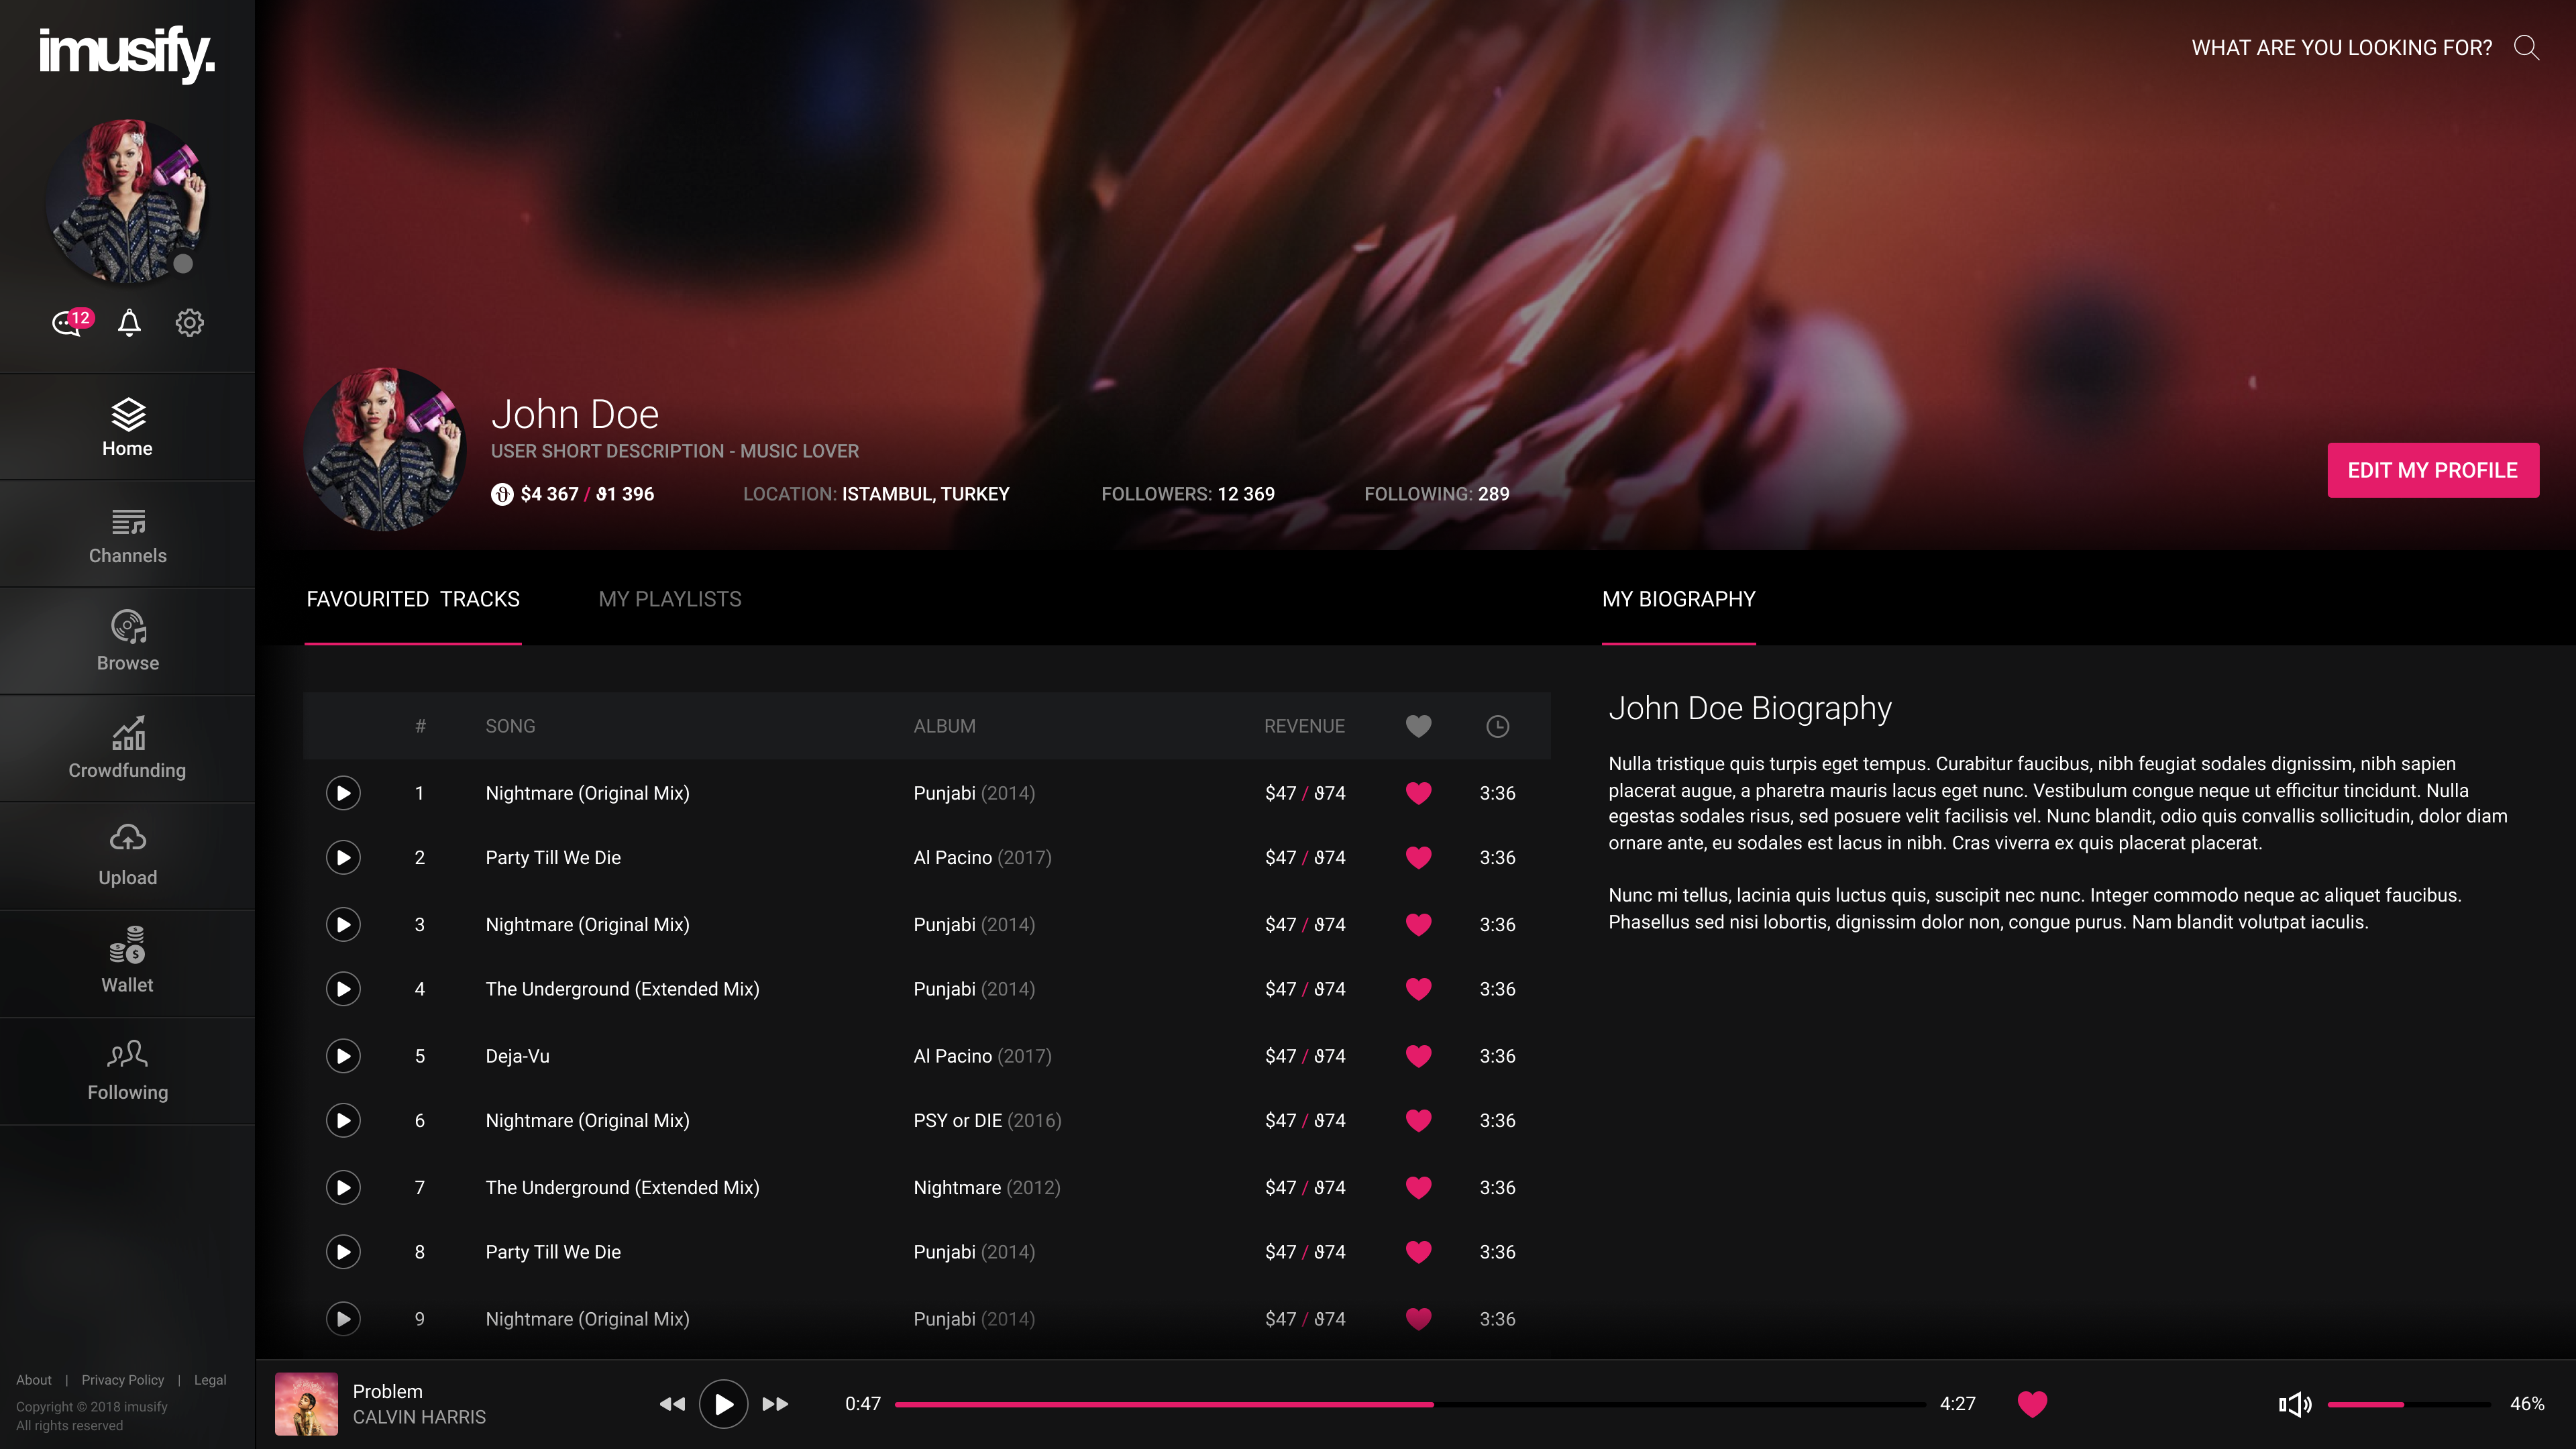 imusify.
WHAT ARE YOU LOOKING FOR?
12
Home
Channels
Browse
Crowdfunding
Upload
Wallet
Following
About | Privacy Policy | Legal
Copyright © 2018 imusify
All rights reserved
John Doe
USER SHORT DESCRIPTION - MUSIC LOVER
$4 367 / ϑ1 396 LOCATION: ISTAMBUL, TURKEY FOLLOWERS: 12 369 FOLLOWING: 289
EDIT MY PROFILE
FAVOURITED TRACKS MY PLAYLISTS
# SONG ALBUM REVENUE
1 Nightmare (Original Mix) Punjabi (2014) $47 / ϑ74 3:36
2 Party Till We Die Al Pacino (2017) $47 / ϑ74 3:36
3 Nightmare (Original Mix) Punjabi (2014) $47 / ϑ74 3:36
4 The Underground (Extended Mix) Punjabi (2014) $47 / ϑ74 3:36
5 Deja-Vu Al Pacino (2017) $47 / ϑ74 3:36
6 Nightmare (Original Mix) PSY or DIE (2016) $47 / ϑ74 3:36
7 The Underground (Extended Mix) Nightmare (2012) $47 / ϑ74 3:36
8 Party Till We Die Punjabi (2014) $47 / ϑ74 3:36
9 Nightmare (Original Mix) Punjabi (2014) $47 / ϑ74 3:36
MY BIOGRAPHY
John Doe Biography
Nulla tristique quis turpis eget tempus. Curabitur faucibus, nibh feugiat sodales dignissim, nibh sapien
placerat augue, a pharetra mauris lacus eget nunc. Vestibulum congue neque ut efficitur tincidunt. Nulla
egestas sodales risus, sed posuere velit facilisis vel. Nunc blandit, odio quis convallis sollicitudin, dolor diam
ornare ante, eu sodales est lacus in nibh. Cras viverra ex quis placerat placerat.
Nunc mi tellus, lacinia quis luctus quis, suscipit nec nunc. Integer commodo neque ac aliquet faucibus.
Phasellus sed nisi lobortis, dignissim dolor non, congue purus. Nam blandit volutpat iaculis.
Problem
CALVIN HARRIS
0:47 4:27 46%